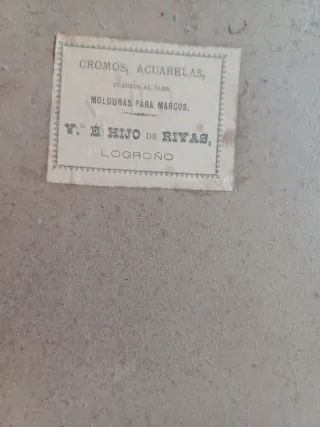 CROMOS, ACUARELAS,
CUADROS AL ÓLEO,
MOLDURAS PARA MARCOS.
V.ª É HIJO DE RIVAS,
LOGROÑO